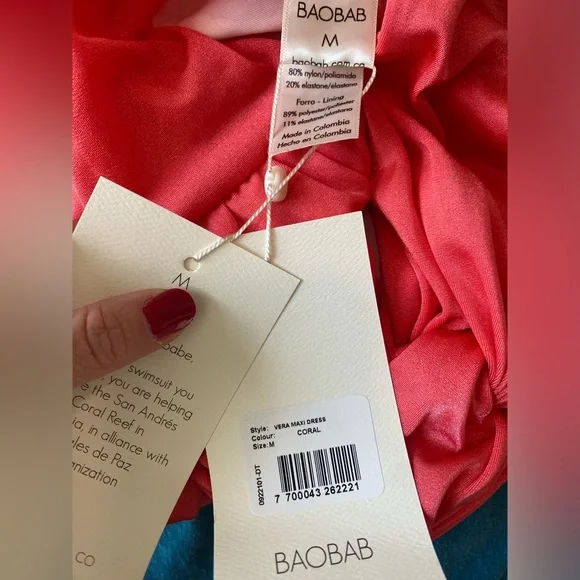 BAOBAB
M
baobab.com.co
80% nylon/poliamida
20% elastane/elastano
Forro - Lining
89% polyester/poliester
11% elastane/elastano
Made in Colombia
Hecho en Colombia
M
babe,
swimsuit you
, you are helping
e the San Andrés
Coral Reef in
ia, in alliance with
les de Paz
nization
CO
Style: VERA MAXI DRESS
Colour: CORAL
Size: M
0922101-DT
7 700043 262221
BAOBAB